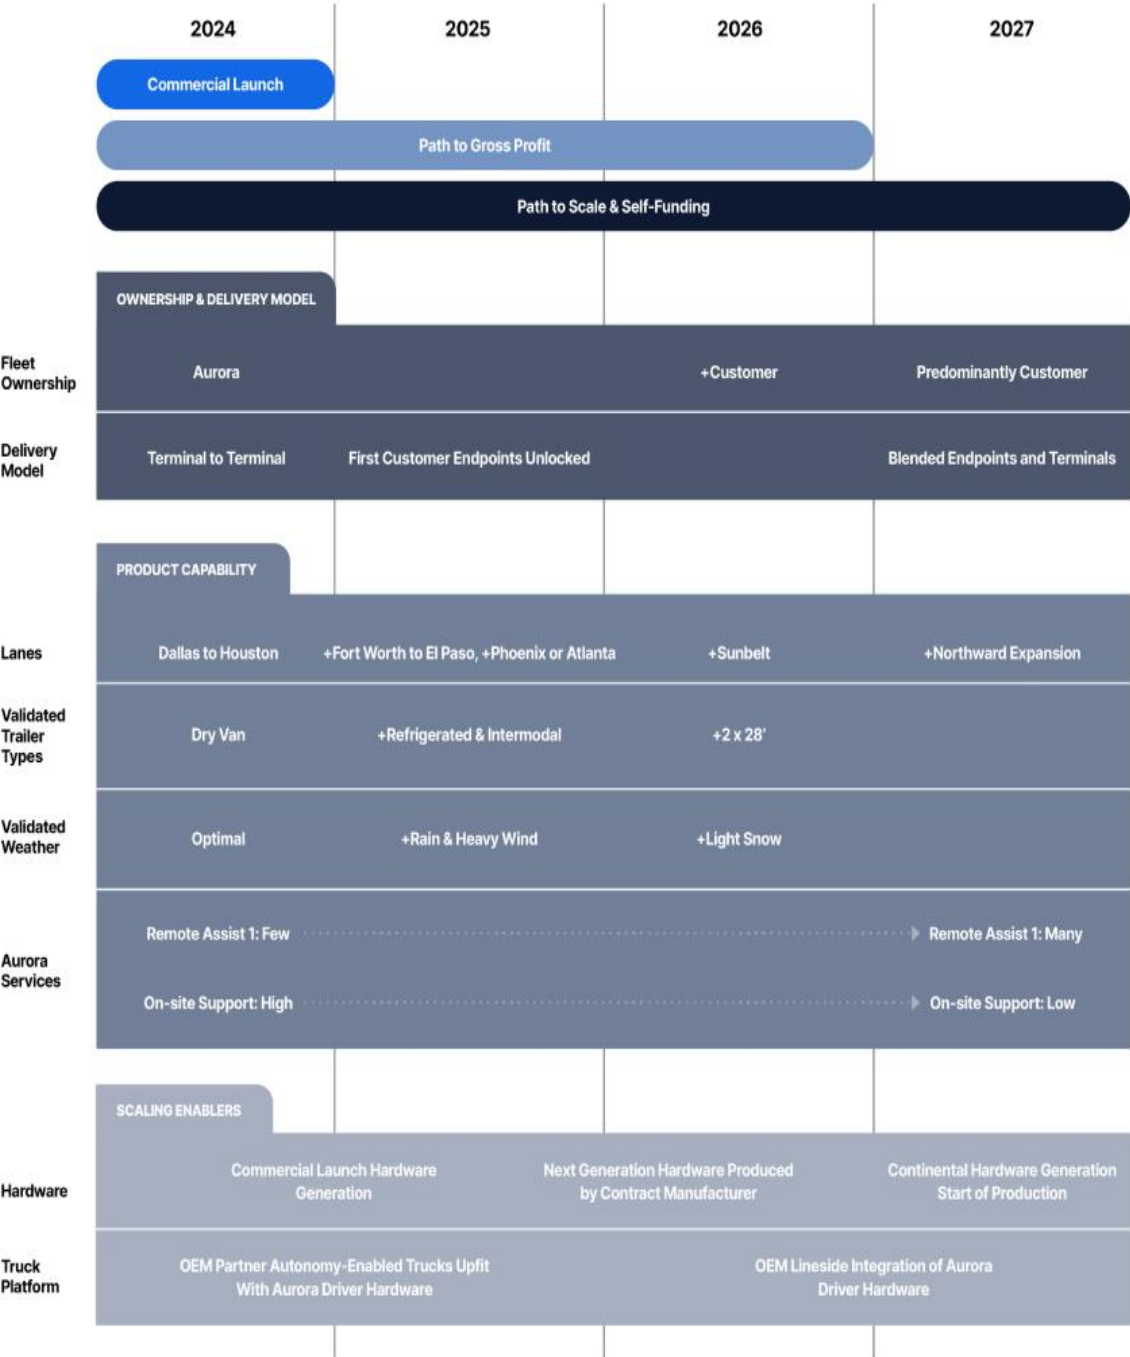 2024 2025 2026 2027
Commercial Launch
Path to Gross Profit
Path to Scale & Self-Funding
OWNERSHIP & DELIVERY MODEL
Fleet
Ownership
Aurora +Customer Predominantly Customer
Delivery
Model
Terminal to Terminal First Customer Endpoints Unlocked Blended Endpoints and Terminals
PRODUCT CAPABILITY
Lanes Dallas to Houston +Fort Worth to El Paso, +Phoenix or Atlanta +Sunbelt +Northward Expansion
Validated
Trailer
Types
Dry Van +Refrigerated & Intermodal +2 x 28'
Validated
Weather
Optimal +Rain & Heavy Wind +Light Snow
Aurora
Services
Remote Assist 1: Few Remote Assist 1: Many
On-site Support: High On-site Support: Low
SCALING ENABLERS
Hardware
Commercial Launch Hardware
Generation
Next Generation Hardware Produced
by Contract Manufacturer
Continental Hardware Generation
Start of Production
Truck
Platform
OEM Partner Autonomy-Enabled Trucks Upfit
With Aurora Driver Hardware
OEM Lineside Integration of Aurora
Driver Hardware